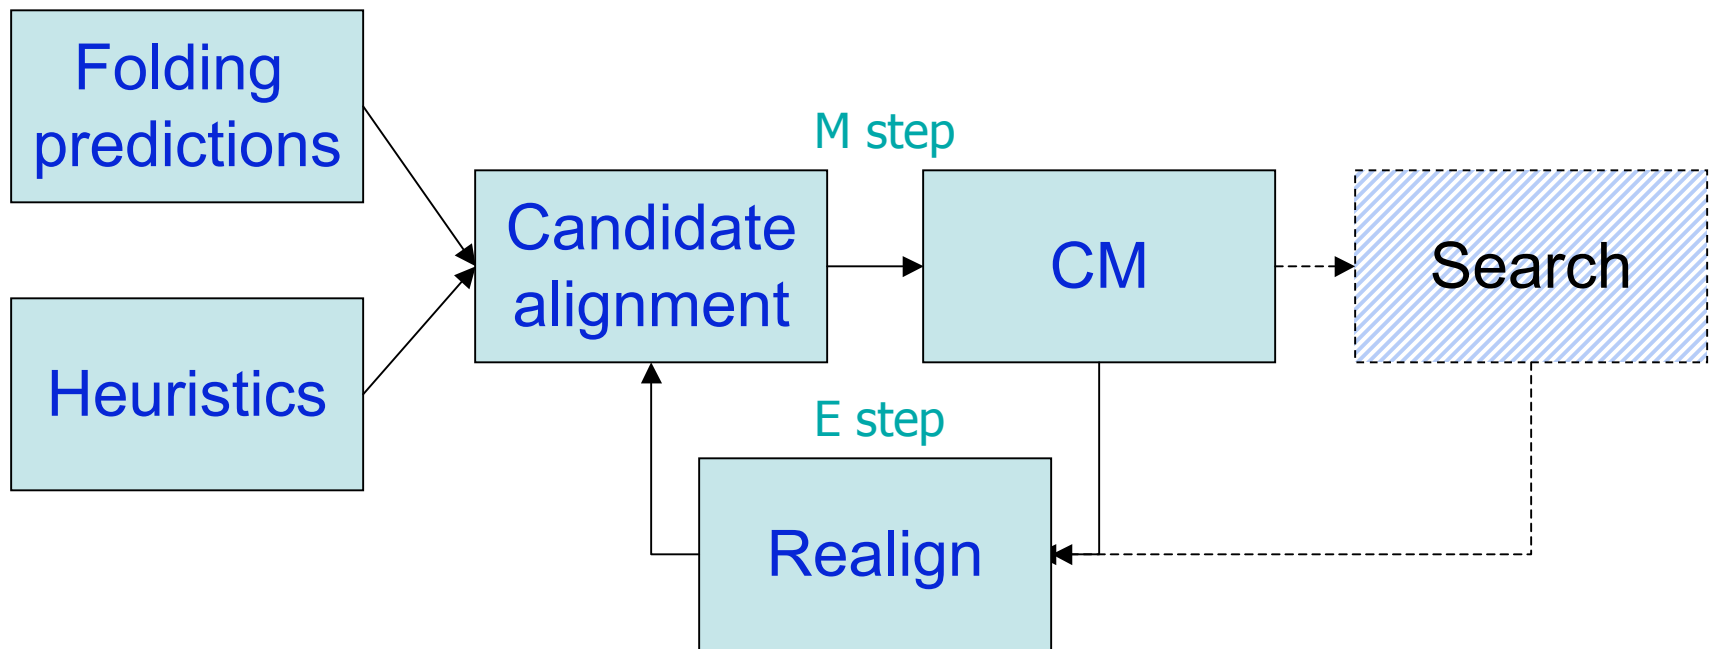 Folding
predictions
Heuristics
Candidate
alignment
M step
CM
Search
E step
Realign